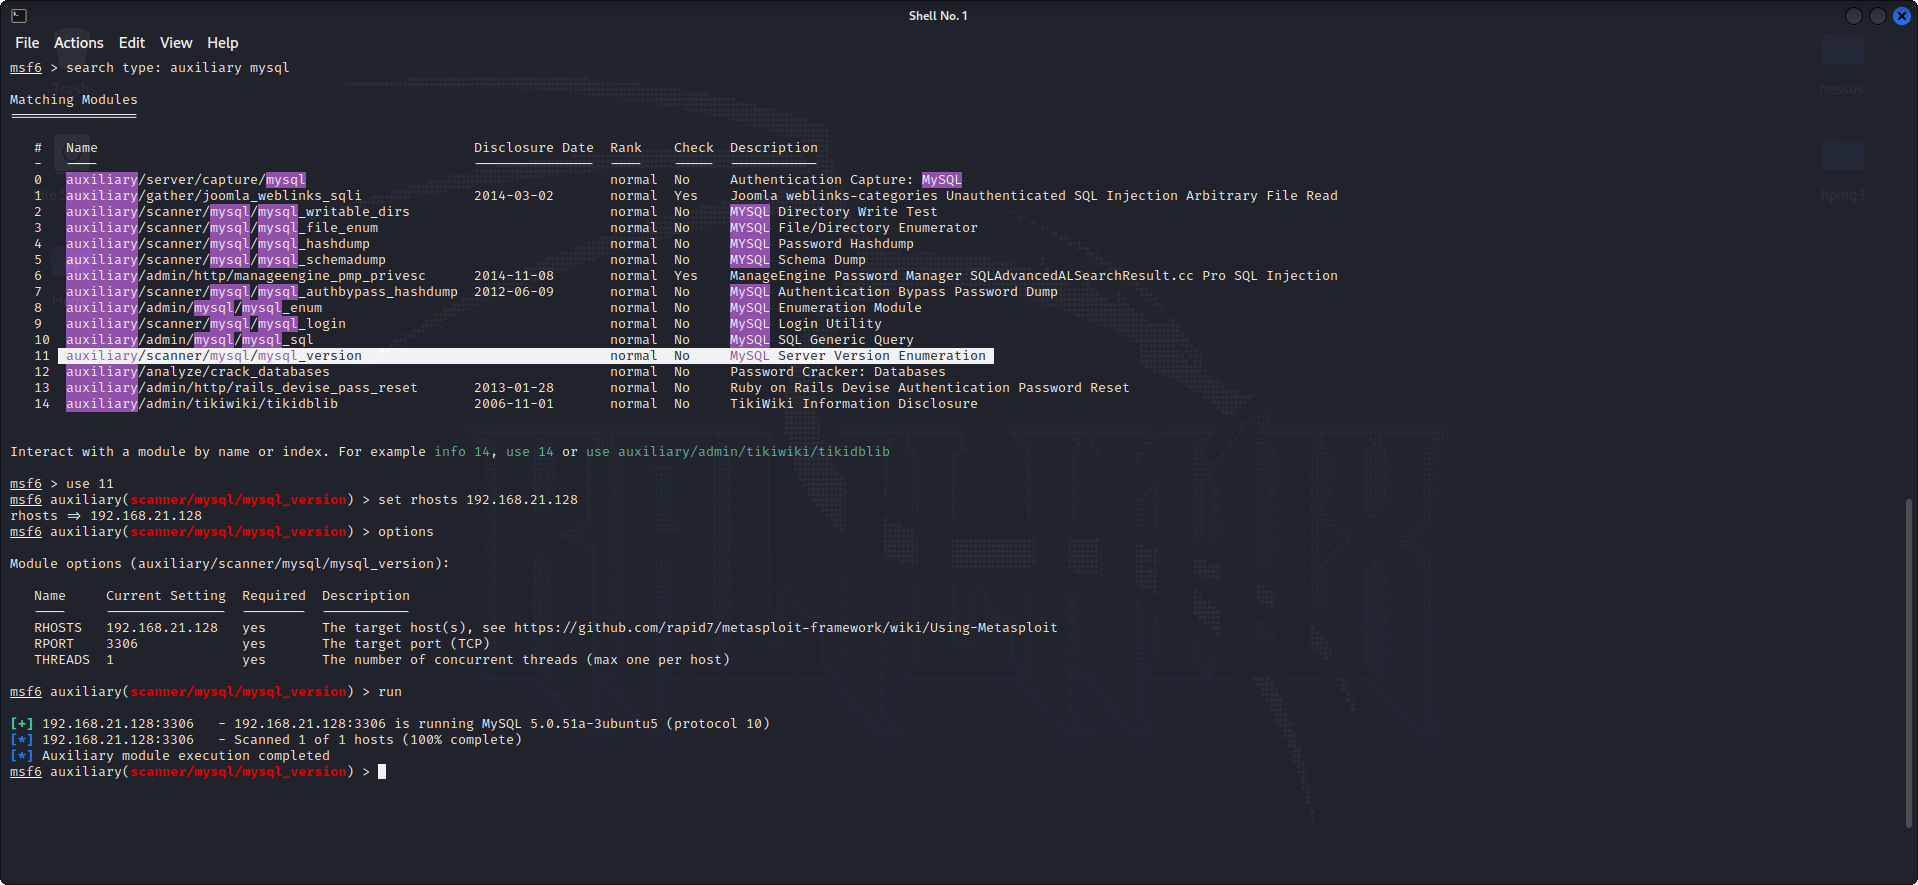 Shell No. 1
File Actions Edit View Help
msf6 > search type: auxiliary mysql
Matching Modules
================
# Name Disclosure Date Rank Check Description
- ---- --------------- ---- ----- -----------
0 auxiliary/server/capture/mysql normal No Authentication Capture: MySQL
1 auxiliary/gather/joomla_weblinks_sqli 2014-03-02 normal Yes Joomla weblinks-categories Unauthenticated SQL Injection Arbitrary File Read
2 auxiliary/scanner/mysql/mysql_writable_dirs normal No MYSQL Directory Write Test
3 auxiliary/scanner/mysql/mysql_file_enum normal No MYSQL File/Directory Enumerator
4 auxiliary/scanner/mysql/mysql_hashdump normal No MYSQL Password Hashdump
5 auxiliary/scanner/mysql/mysql_schemadump normal No MYSQL Schema Dump
6 auxiliary/admin/http/manageengine_pmp_privesc 2014-11-08 normal Yes ManageEngine Password Manager SQLAdvancedALSearchResult.cc Pro SQL Injection
7 auxiliary/scanner/mysql/mysql_authbypass_hashdump 2012-06-09 normal No MySQL Authentication Bypass Password Dump
8 auxiliary/admin/mysql/mysql_enum normal No MySQL Enumeration Module
9 auxiliary/scanner/mysql/mysql_login normal No MySQL Login Utility
10 auxiliary/admin/mysql/mysql_sql normal No MySQL SQL Generic Query
11 auxiliary/scanner/mysql/mysql_version normal No MySQL Server Version Enumeration
12 auxiliary/analyze/crack_databases normal No Password Cracker: Databases
13 auxiliary/admin/http/rails_devise_pass_reset 2013-01-28 normal No Ruby on Rails Devise Authentication Password Reset
14 auxiliary/admin/tikiwiki/tikidblib 2006-11-01 normal No TikiWiki Information Disclosure
Interact with a module by name or index. For example info 14, use 14 or use auxiliary/admin/tikiwiki/tikidblib
msf6 > use 11
msf6 auxiliary(scanner/mysql/mysql_version) > set rhosts 192.168.21.128
rhosts => 192.168.21.128
msf6 auxiliary(scanner/mysql/mysql_version) > options
Module options (auxiliary/scanner/mysql/mysql_version):
Name Current Setting Required Description
---- --------------- -------- -----------
RHOSTS 192.168.21.128 yes The target host(s), see https://github.com/rapid7/metasploit-framework/wiki/Using-Metasploit
RPORT 3306 yes The target port (TCP)
THREADS 1 yes The number of concurrent threads (max one per host)
msf6 auxiliary(scanner/mysql/mysql_version) > run
[+] 192.168.21.128:3306 - 192.168.21.128:3306 is running MySQL 5.0.51a-3ubuntu5 (protocol 10)
[*] 192.168.21.128:3306 - Scanned 1 of 1 hosts (100% complete)
[*] Auxiliary module execution completed
msf6 auxiliary(scanner/mysql/mysql_version) >
Trash
nessus
hping3